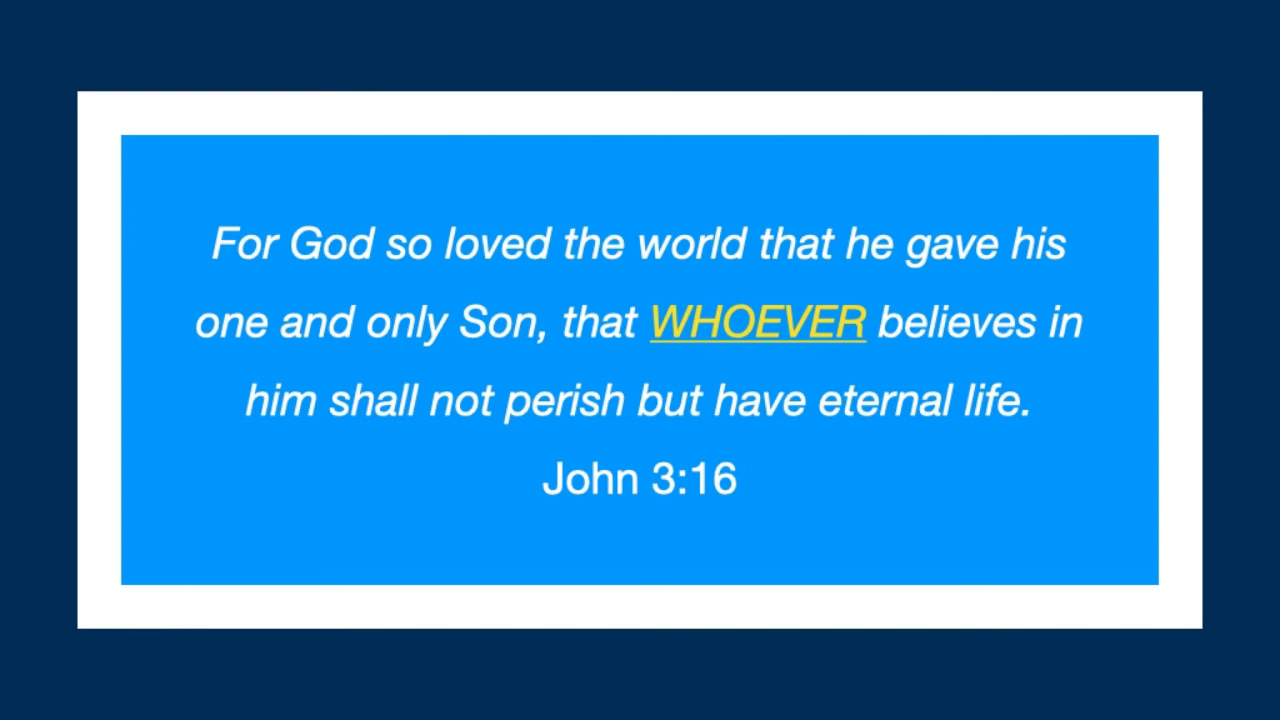 For God so loved the world that he gave his
one and only Son, that WHOEVER believes in
him shall not perish but have eternal life.
John 3:16